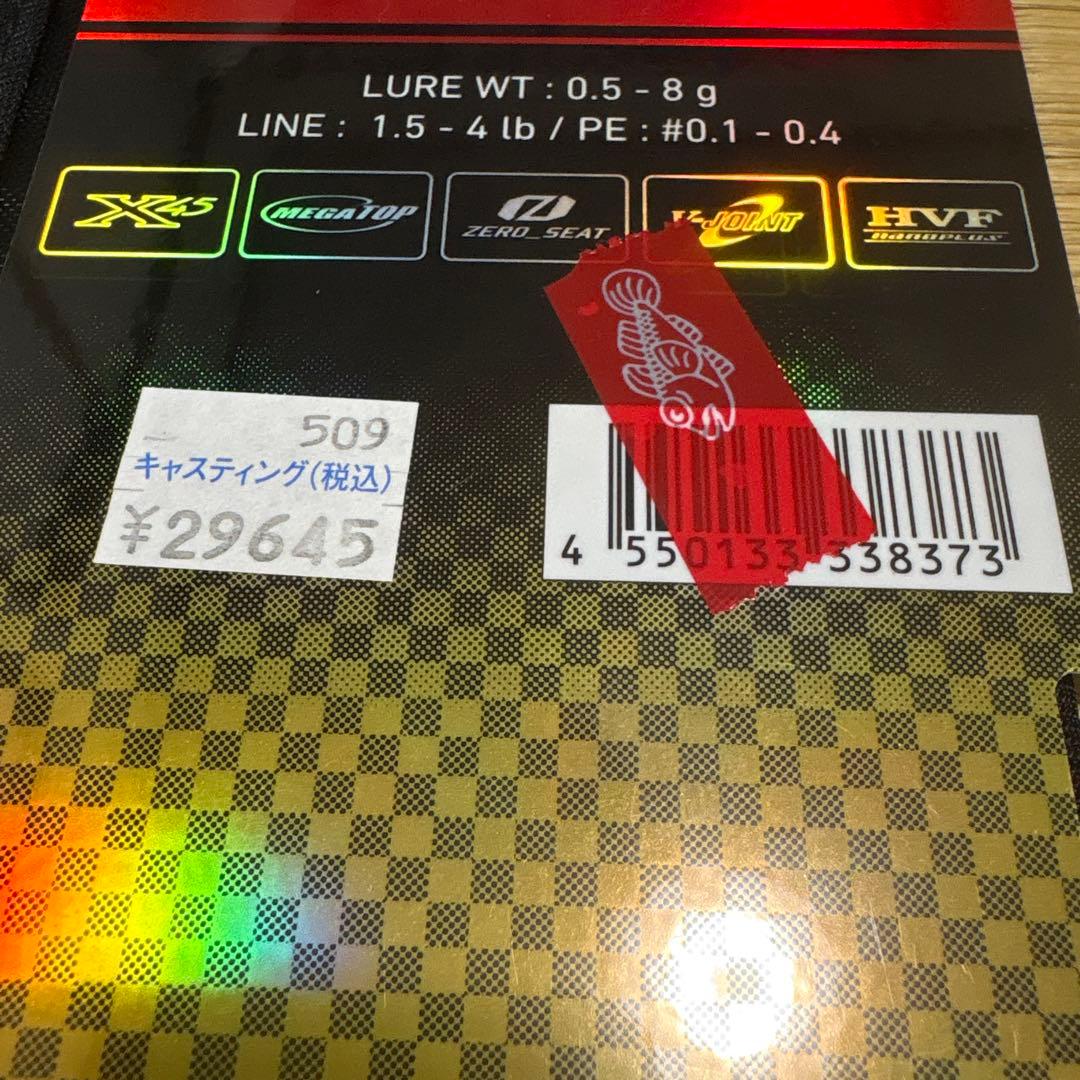 LURE WT : 0.5 - 8 g
LINE : 1.5 - 4 lb / PE : #0.1 - 0.4
X45 MEGATOP ZERO_SEAT V-JOINT HVF NANOPLUS
509
キャスティング(税込)
¥29645
4 550133 338373